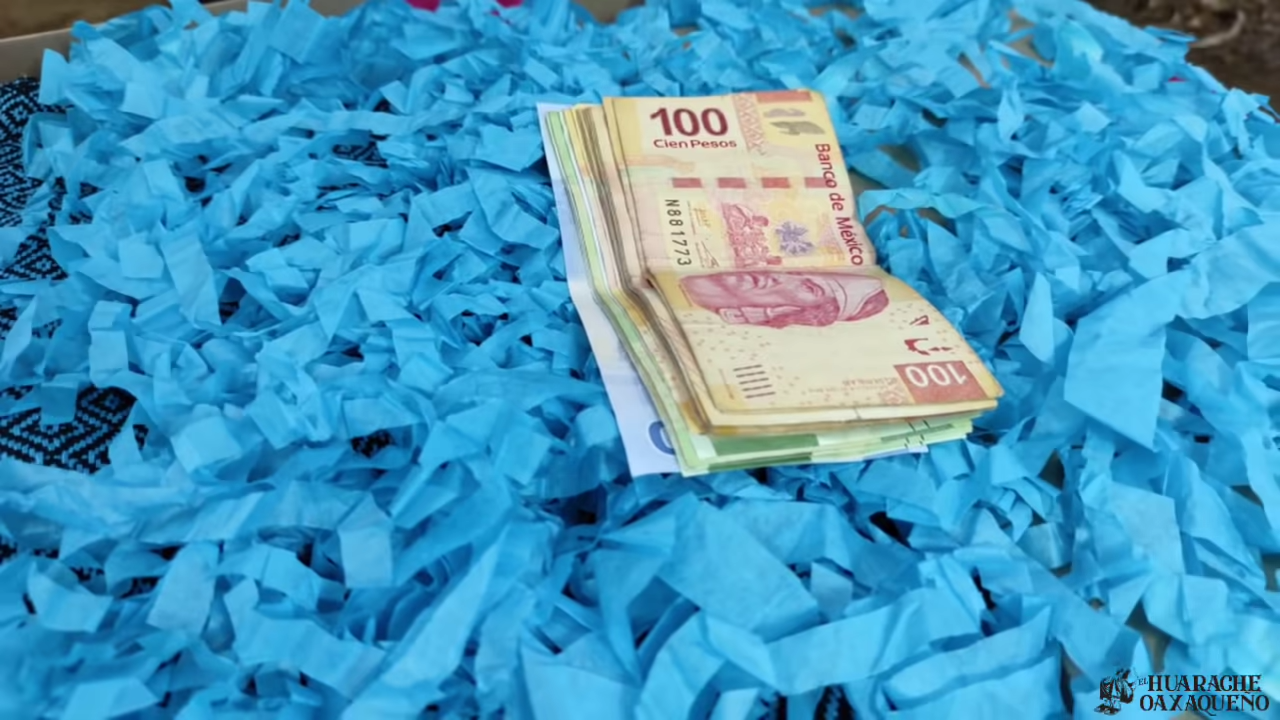 100
Cien Pesos
Banco de México
N881773
100
EL HUARACHE
OAXAQUEÑO